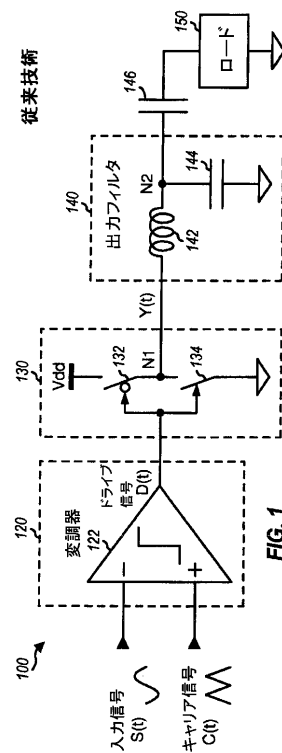 従来技術
100
120
変調器
122
ドライブ
信号
D(t)
入力信号
S(t)
キャリア信号
C(t)
−
+
130
Vdd
132
N1
134
Y(t)
140
出力フィルタ
142
N2
144
146
150
ロード
FIG. 1